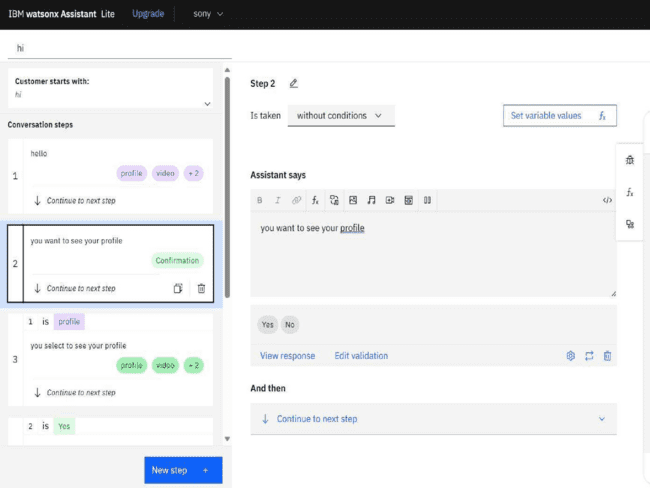 IBM watsonx Assistant Lite Upgrade sony
hi
Customer starts with:
hi
Conversation steps
hello
profile video + 2
1
Continue to next step
you want to see your profile
Confirmation
2
Continue to next step
1 is profile
you select to see your profile
profile video + 2
3
Continue to next step
2 is Yes
New step +
Step 2
Is taken without conditions Set variable values fx
Assistant says
B I fx </>
you want to see your profile
Yes No
View response Edit validation
And then
Continue to next step
fx